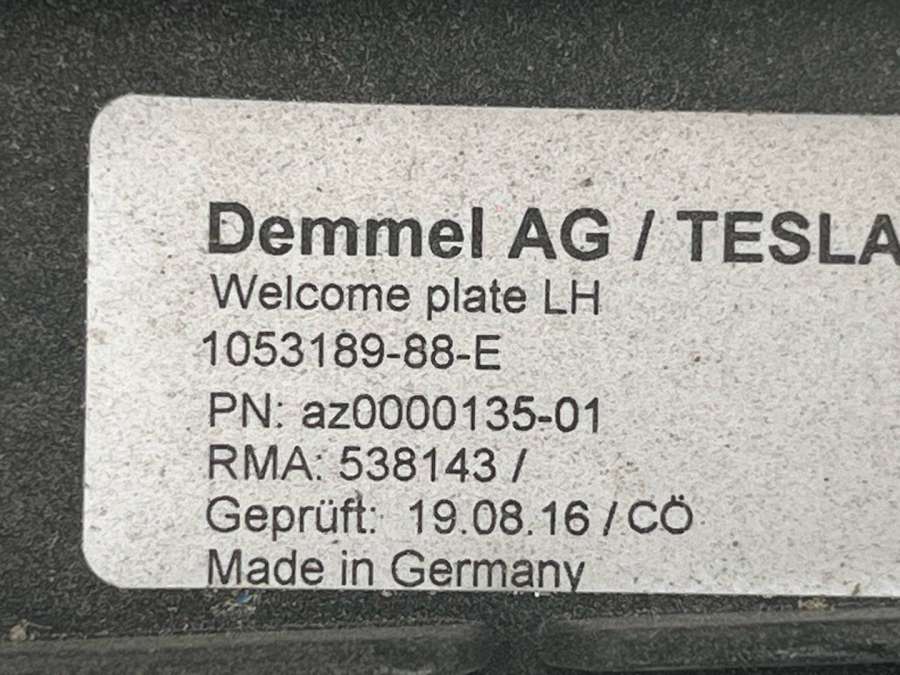 Demmel AG / TESLA
Welcome plate LH
1053189-88-E
PN: az0000135-01
RMA: 538143 /
Geprüft: 19.08.16 / CÖ
Made in Germany